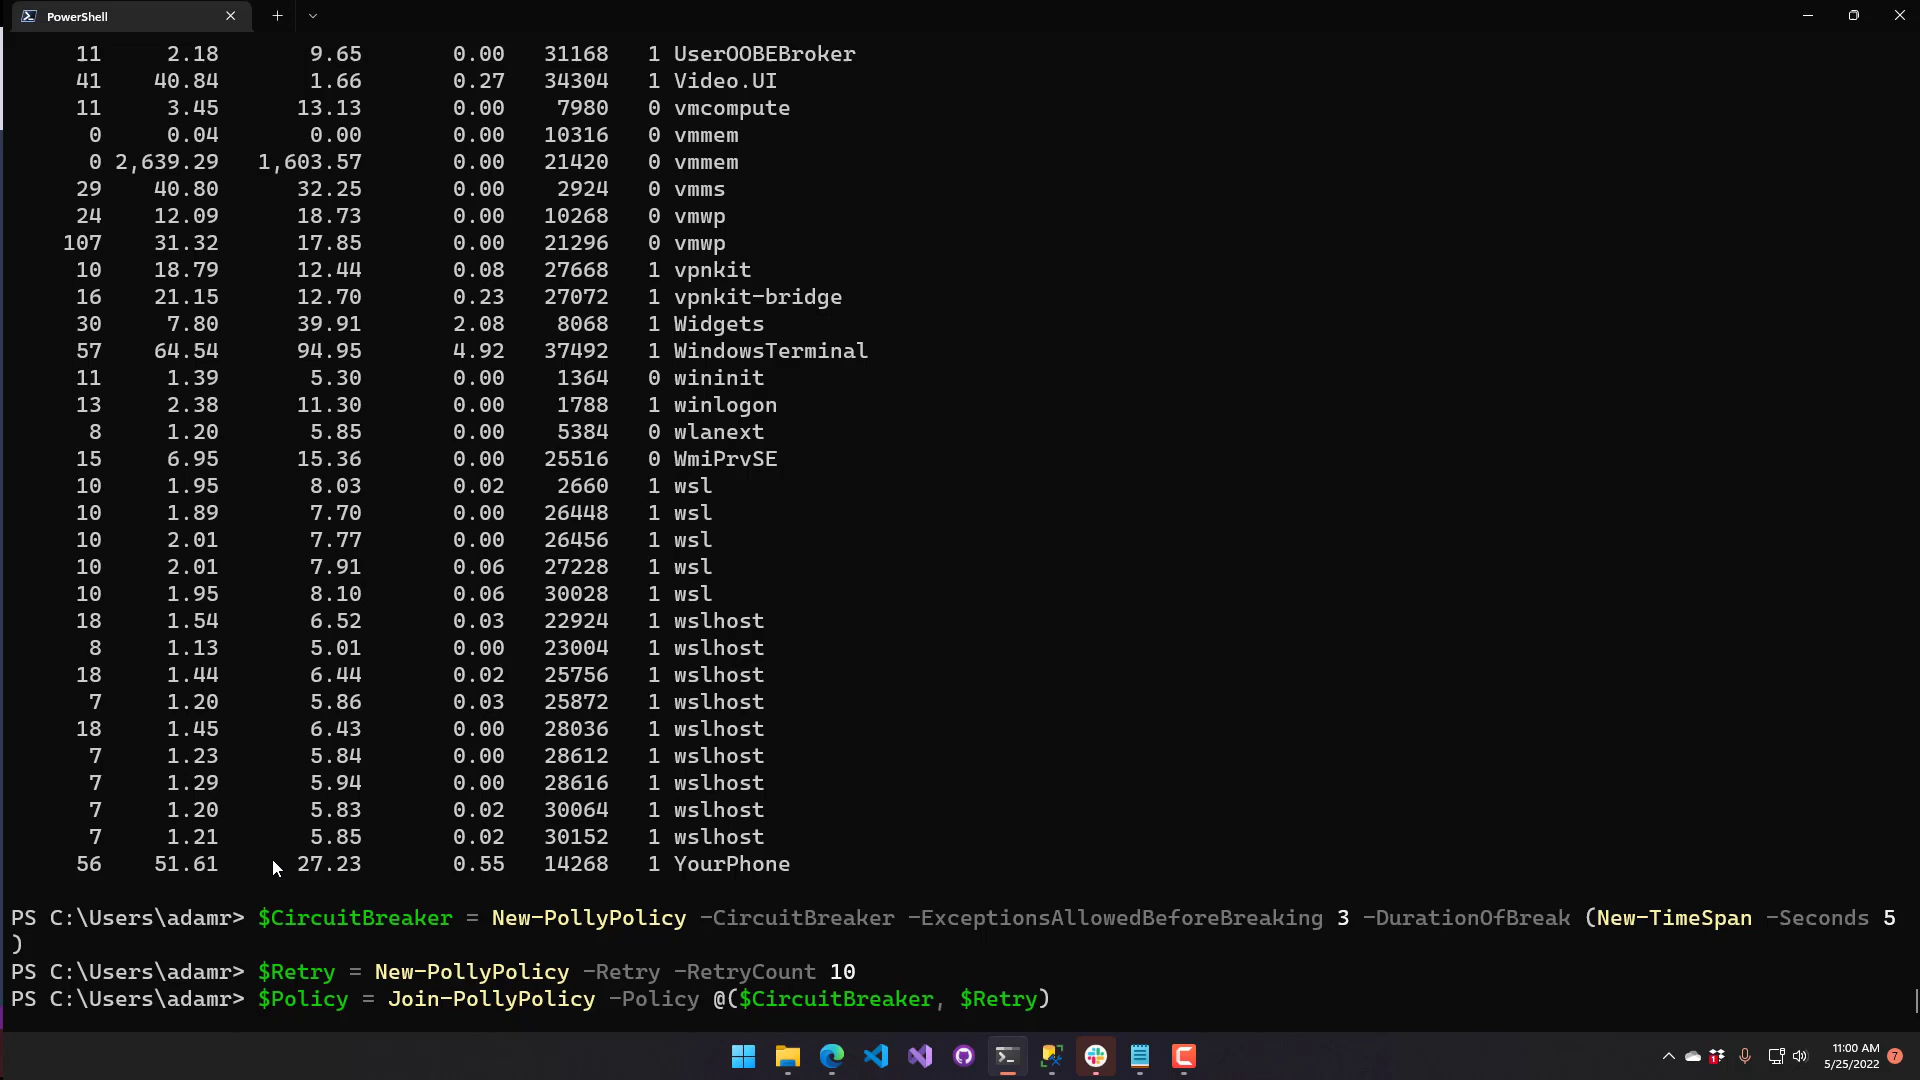 PowerShell
11 2.18 9.65 0.00 31168 1 UserOOBEBroker
41 40.84 1.66 0.27 34304 1 Video.UI
11 3.45 13.13 0.00 7980 0 vmcompute
0 0.04 0.00 0.00 10316 0 vmmem
0 2,639.29 1,603.57 0.00 21420 0 vmmem
29 40.80 32.25 0.00 2924 0 vmms
24 12.09 18.73 0.00 10268 0 vmwp
107 31.32 17.85 0.00 21296 0 vmwp
10 18.79 12.44 0.08 27668 1 vpnkit
16 21.15 12.70 0.23 27072 1 vpnkit-bridge
30 7.80 39.91 2.08 8068 1 Widgets
57 64.54 94.95 4.92 37492 1 WindowsTerminal
11 1.39 5.30 0.00 1364 0 wininit
13 2.38 11.30 0.00 1788 1 winlogon
8 1.20 5.85 0.00 5384 0 wlanext
15 6.95 15.36 0.00 25516 0 WmiPrvSE
10 1.95 8.03 0.02 2660 1 wsl
10 1.89 7.70 0.00 26448 1 wsl
10 2.01 7.77 0.00 26456 1 wsl
10 2.01 7.91 0.06 27228 1 wsl
10 1.95 8.10 0.06 30028 1 wsl
18 1.54 6.52 0.03 22924 1 wslhost
8 1.13 5.01 0.00 23004 1 wslhost
18 1.44 6.44 0.02 25756 1 wslhost
7 1.20 5.86 0.03 25872 1 wslhost
18 1.45 6.43 0.00 28036 1 wslhost
7 1.23 5.84 0.00 28612 1 wslhost
7 1.29 5.94 0.00 28616 1 wslhost
7 1.20 5.83 0.02 30064 1 wslhost
7 1.21 5.85 0.02 30152 1 wslhost
56 51.61 27.23 0.55 14268 1 YourPhone
PS C:\Users\adamr> $CircuitBreaker = New-PollyPolicy -CircuitBreaker -ExceptionsAllowedBeforeBreaking 3 -DurationOfBreak (New-TimeSpan -Seconds 5
)
PS C:\Users\adamr> $Retry = New-PollyPolicy -Retry -RetryCount 10
PS C:\Users\adamr> $Policy = Join-PollyPolicy -Policy @($CircuitBreaker, $Retry)
11:00 AM
5/25/2022
7